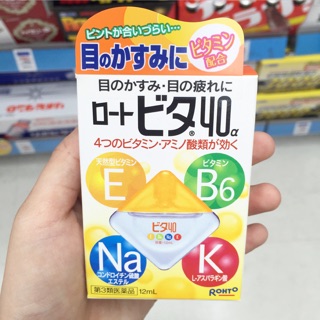 ピントが合いづらい…
目のかすみに
ビタミン
配合
目のかすみ・目の疲れに
ロートビタ®40α
4つのビタミン・アミノ酸類が効く
天然型ビタミン
E
ビタミン
B6
ビタ40
Na
コンドロイチン硫酸
エステル
K
L-アスパラギン酸
第3類医薬品
12mL
ROHTO